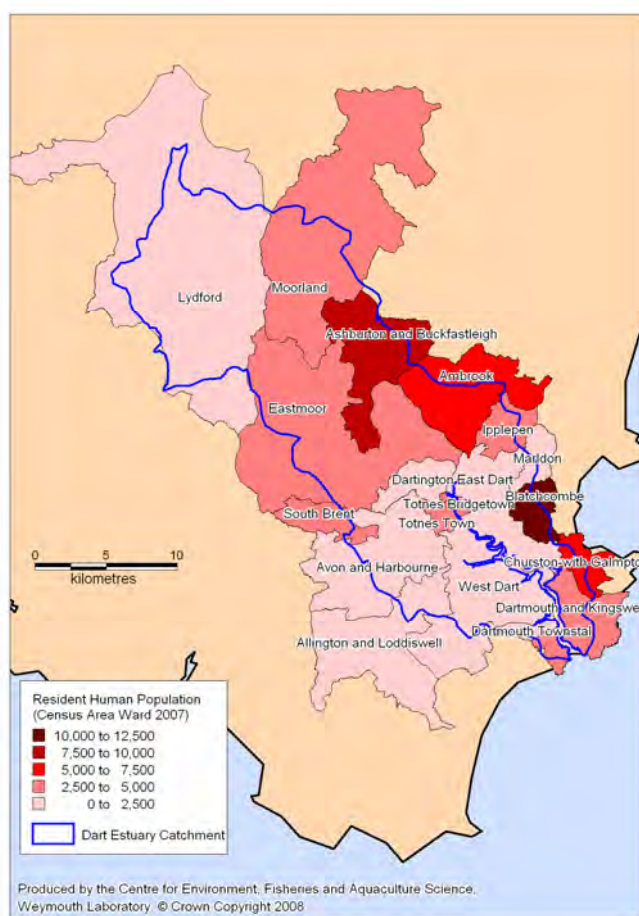 Lydford
Moorland
Ashburton and Buckfastleigh
Ambrook
Eastmoor
Ipplepen
Marldon
Dartington East Dart
Blatchcombe
Totnes Bridgetown
South Brent
Totnes Town
Churston-with Galmpto
Avon and Harbourne
West Dart
Dartmouth and Kingswe
Dartmouth Townstal
Allington and Loddiswell
0 5 10
kilometres
Resident Human Population
(Census Area Ward 2007)
10,000 to 12,500
7,500 to 10,000
5,000 to 7,500
2,500 to 5,000
0 to 2,500
Dart Estuary Catchment
Produced by the Centre for Environment, Fisheries and Aquaculture Science,
Weymouth Laboratory. © Crown Copyright 2008